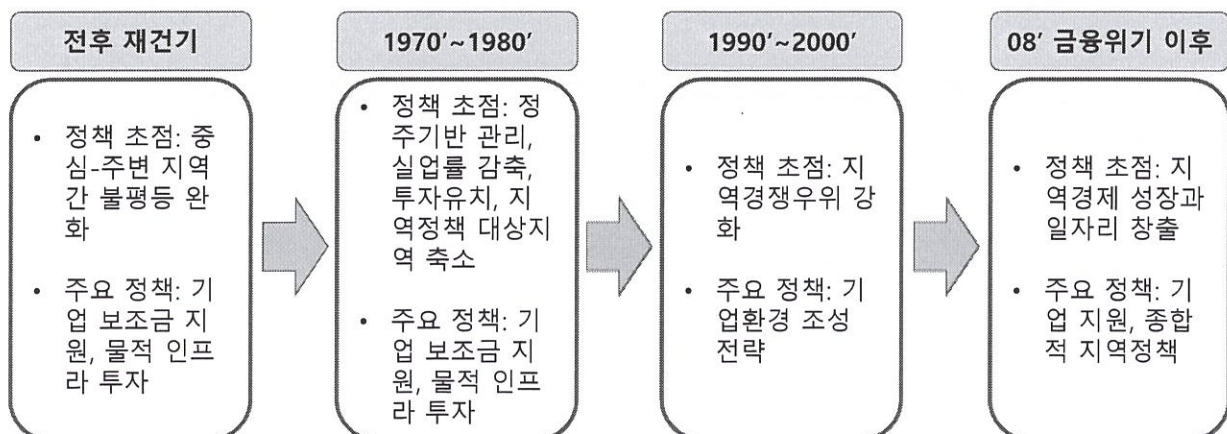 전후 재건기
• 정책 초점: 중
심-주변 지역
간 불평등 완
화
• 주요 정책: 기
업 보조금 지
원, 물적 인프
라 투자
1970′~1980′
• 정책 초점: 정
주기반 관리,
실업률 감축,
투자유치, 지
역정책 대상지
역 축소
• 주요 정책: 기
업 보조금 지
원, 물적 인프
라 투자
1990′~2000′
• 정책 초점: 지
역경쟁우위 강
화
• 주요 정책: 기
업환경 조성
전략
08′ 금융위기 이후
• 정책 초점: 지
역경제 성장과
일자리 창출
• 주요 정책: 기
업 지원, 종합
적 지역정책